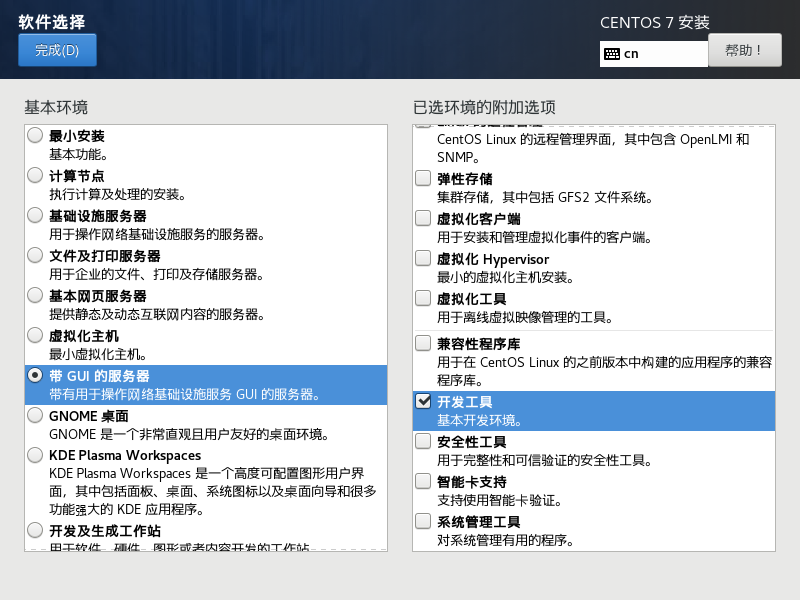 软件选择
完成(D)
CENTOS 7 安装
cn
帮助！
基本环境
最小安装
基本功能。
计算节点
执行计算及处理的安装。
基础设施服务器
用于操作网络基础设施服务的服务器。
文件及打印服务器
用于企业的文件、打印及存储服务器。
基本网页服务器
提供静态及动态互联网内容的服务器。
虚拟化主机
最小虚拟化主机。
带 GUI 的服务器
带有用于操作网络基础设施服务 GUI 的服务器。
GNOME 桌面
GNOME 是一个非常直观且用户友好的桌面环境。
KDE Plasma Workspaces
KDE Plasma Workspaces 是一个高度可配置图形用户界
面，其中包括面板、桌面、系统图标以及桌面向导和很多
功能强大的 KDE 应用程序。
开发及生成工作站
用于软件、硬件、图形或者内容开发的工作站
已选环境的附加选项
CentOS Linux 的远程管理界面，其中包含 OpenLMI 和
SNMP。
弹性存储
集群存储，其中包括 GFS2 文件系统。
虚拟化客户端
用于安装和管理虚拟化事件的客户端。
虚拟化 Hypervisor
最小的虚拟化主机安装。
虚拟化工具
用于离线虚拟映像管理的工具。
兼容性程序库
用于在 CentOS Linux 的之前版本中构建的应用程序的兼容
程序库。
开发工具
基本开发环境。
安全性工具
用于完整性和可信验证的安全性工具。
智能卡支持
支持使用智能卡验证。
系统管理工具
对系统管理有用的程序。